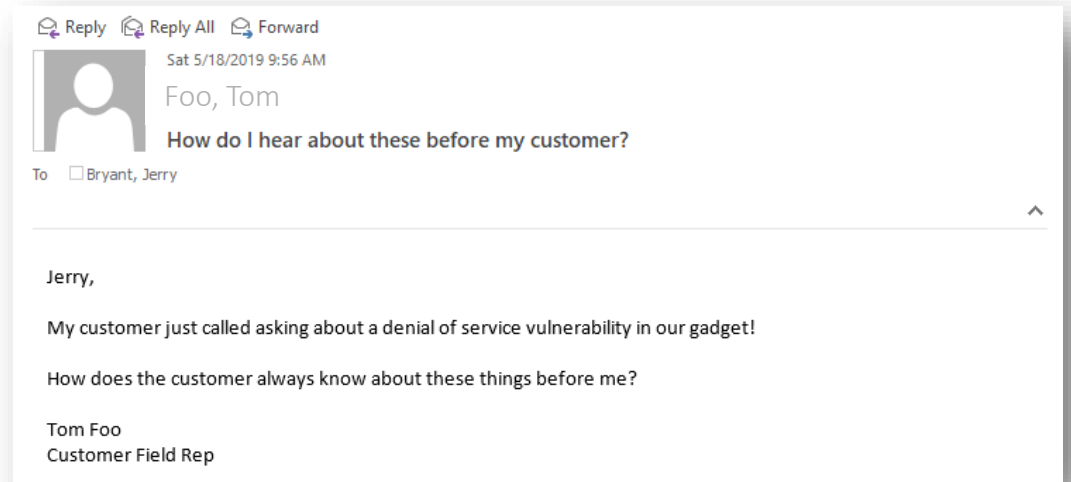 Reply Reply All Forward
Sat 5/18/2019 9:56 AM
Foo, Tom
How do I hear about these before my customer?
To Bryant, Jerry
Jerry,
My customer just called asking about a denial of service vulnerability in our gadget!
How does the customer always know about these things before me?
Tom Foo
Customer Field Rep